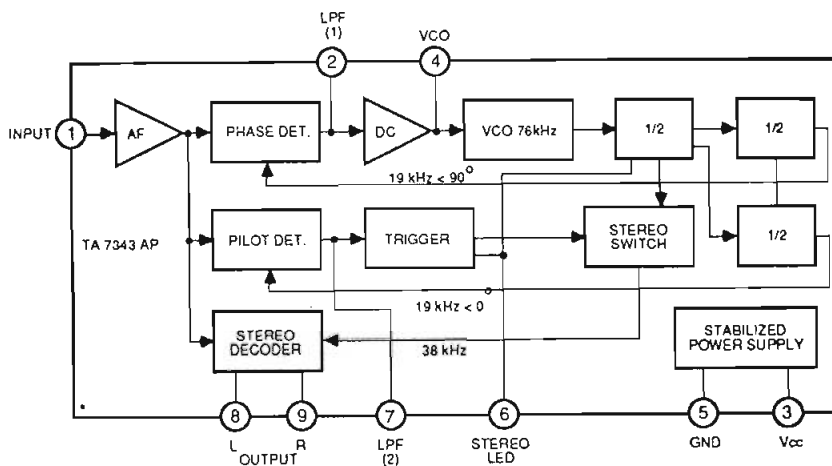 LPF
(1)
2
VCO
4
INPUT
1
AF
PHASE DET.
DC
VCO 76kHz
1/2
1/2
19 kHz < 90°
TA 7343 AP
PILOT DET.
TRIGGER
STEREO
SWITCH
1/2
19 kHz < 0°
STEREO
DECODER
38 kHz
STABILIZED
POWER SUPPLY
8
9
7
6
5
3
L
R
OUTPUT
LPF
(2)
STEREO
LED
GND
Vcc